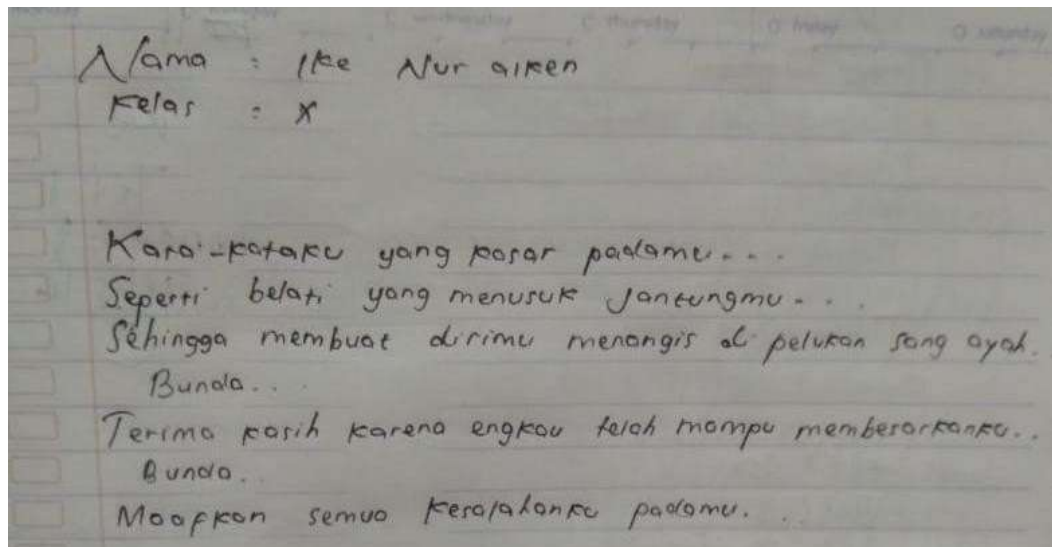 Nama : Ike Nur aiken
Kelas : X
Kata-kataku yang kasar padamu...
Seperti belati yang menusuk Jantungmu...
Sehingga membuat dirimu menangis di pelukan sang ayah.
Bunda...
Terima kasih karena engkau telah mampu membesarkanku..
Bunda..
Maafkan semua kesalahanku padamu...